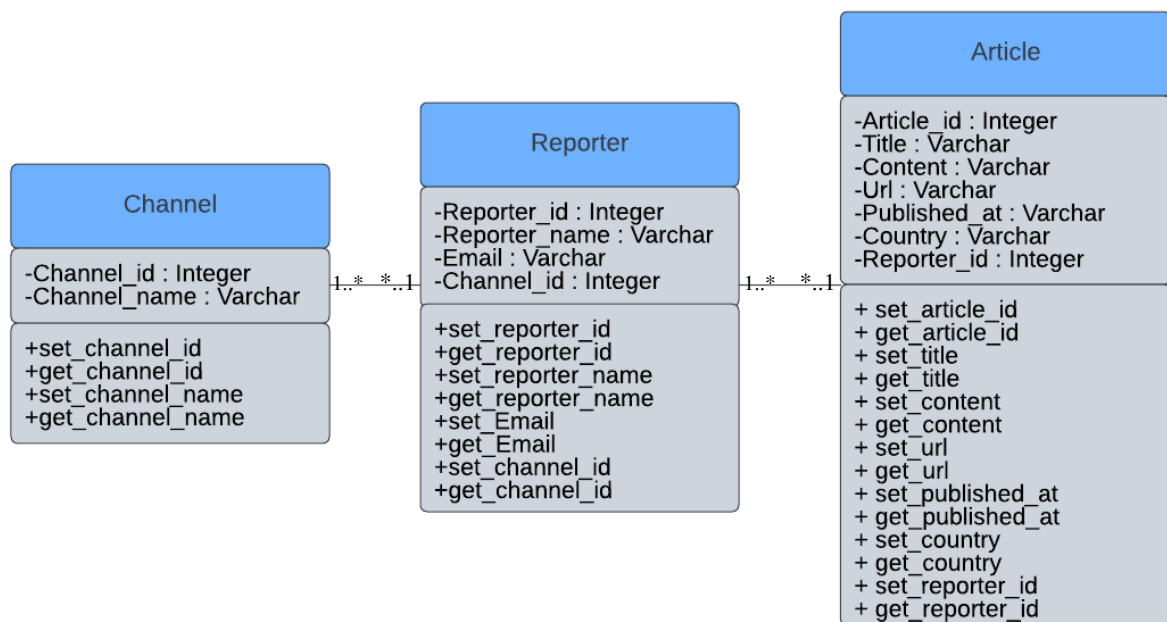 Channel
-Channel_id : Integer
-Channel_name : Varchar
+set_channel_id
+get_channel_id
+set_channel_name
+get_channel_name
1..* *..1
Reporter
-Reporter_id : Integer
-Reporter_name : Varchar
-Email : Varchar
-Channel_id : Integer
+set_reporter_id
+get_reporter_id
+set_reporter_name
+get_reporter_name
+set_Email
+get_Email
+set_channel_id
+get_channel_id
1..* *..1
Article
-Article_id : Integer
-Title : Varchar
-Content : Varchar
-Url : Varchar
-Published_at : Varchar
-Country : Varchar
-Reporter_id : Integer
+ set_article_id
+ get_article_id
+ set_title
+ get_title
+ set_content
+ get_content
+ set_url
+ get_url
+ set_published_at
+ get_published_at
+ set_country
+ get_country
+ set_reporter_id
+ get_reporter_id